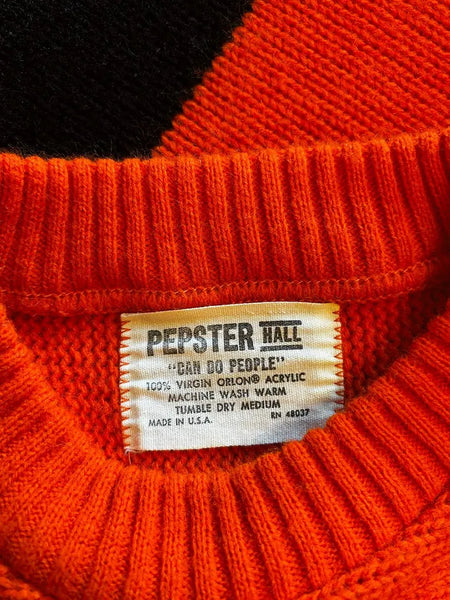 PEPSTER HALL
"CAN DO PEOPLE"
100% VIRGIN ORLON® ACRYLIC
MACHINE WASH WARM
TUMBLE DRY MEDIUM
MADE IN U.S.A. RN 48037